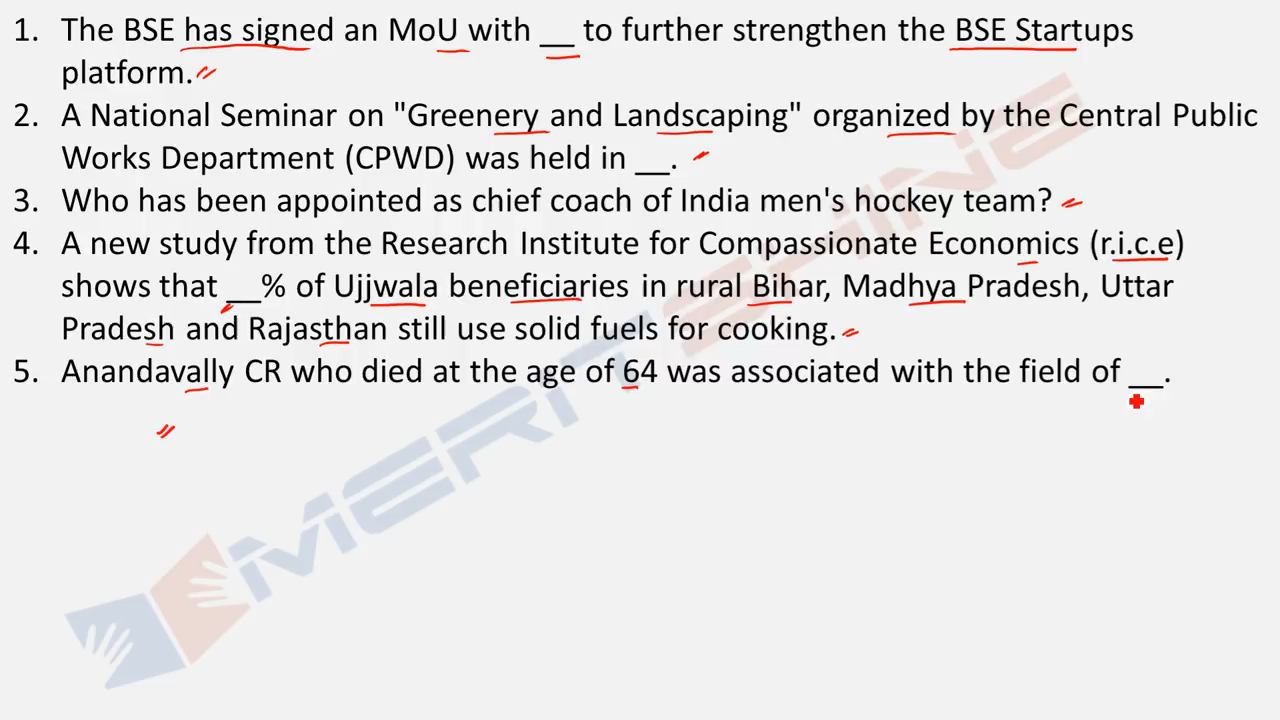 1. The BSE has signed an MoU with __ to further strengthen the BSE Startups
platform.
2. A National Seminar on "Greenery and Landscaping" organized by the Central Public
Works Department (CPWD) was held in __.
3. Who has been appointed as chief coach of India men's hockey team?
4. A new study from the Research Institute for Compassionate Economics (r.i.c.e)
shows that __% of Ujjwala beneficiaries in rural Bihar, Madhya Pradesh, Uttar
Pradesh and Rajasthan still use solid fuels for cooking.
5. Anandavally CR who died at the age of 64 was associated with the field of __.
MERITSHINE